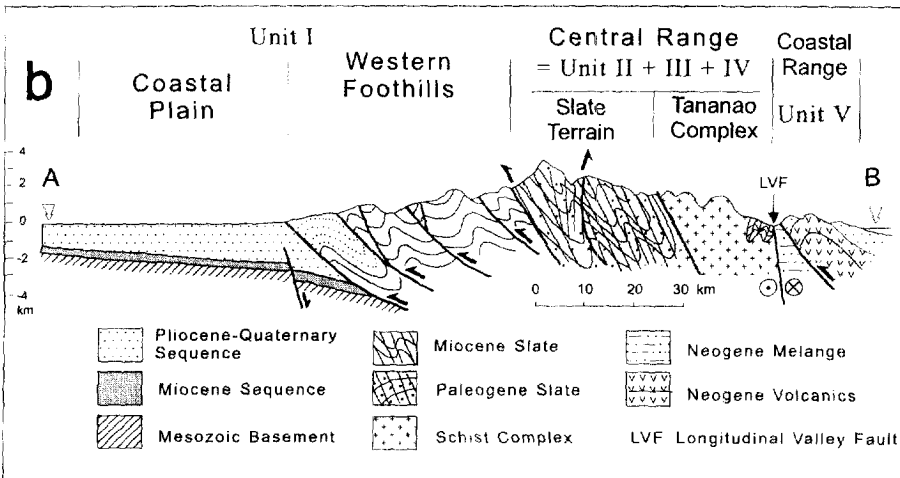 b
Unit I
Coastal
Plain
Western
Foothills
Central Range
= Unit II + III + IV
Slate
Terrain
Tananao
Complex
Coastal
Range
Unit V
4
2
0
-2
-4
km
A
B
LVF
0 10 20 30 km
Pliocene-Quaternary
Sequence
Miocene Sequence
Mesozoic Basement
Miocene Slate
Paleogene Slate
Schist Complex
Neogene Melange
Neogene Volcanics
LVF Longitudinal Valley Fault